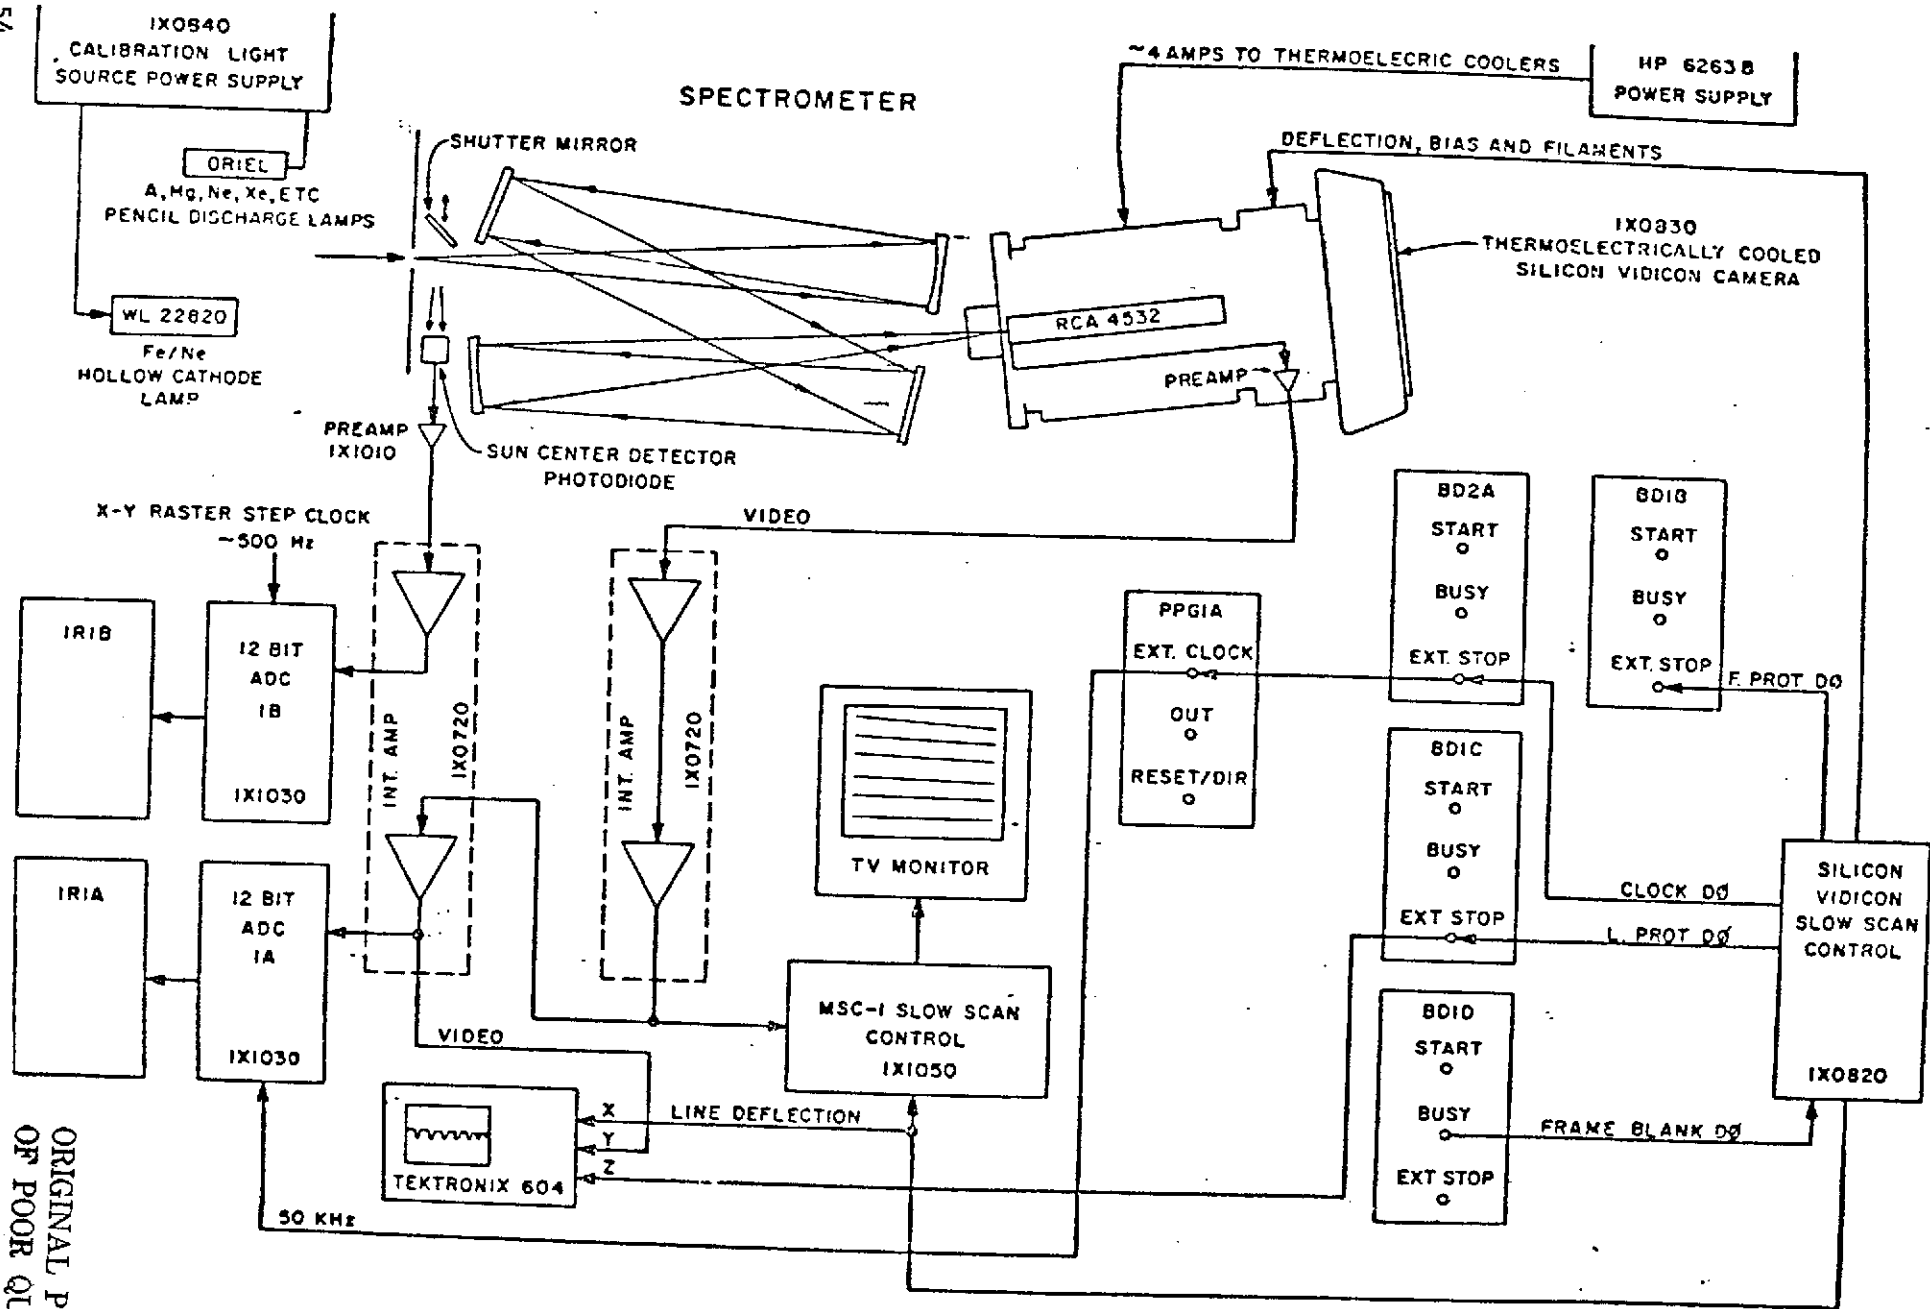 54
1X0840
CALIBRATION LIGHT
SOURCE POWER SUPPLY
ORIEL
A, Hg, Ne, Xe, ETC
PENCIL DISCHARGE LAMPS
WL 22820
Fe/Ne
HOLLOW CATHODE
LAMP
SPECTROMETER
SHUTTER MIRROR
~4 AMPS TO THERMOELECRIC COOLERS
HP 6263B
POWER SUPPLY
DEFLECTION, BIAS AND FILAMENTS
1X0830
THERMOELECTRICALLY COOLED
SILICON VIDICON CAMERA
RCA 4532
PREAMP
PREAMP
1X1010
SUN CENTER DETECTOR
PHOTODIODE
X-Y RASTER STEP CLOCK
~500 Hz
VIDEO
1R1B
12 BIT
ADC
1B
1X1030
INT. AMP
1X0720
INT. AMP
1X0720
TV MONITOR
PPG1A
EXT. CLOCK
OUT
RESET/DIR
BD2A
START
BUSY
EXT. STOP
BD1B
START
BUSY
EXT. STOP
F. PROT DØ
BD1C
START
BUSY
EXT STOP
CLOCK DØ
L. PROT DØ
SILICON
VIDICON
SLOW SCAN
CONTROL
1X0820
1R1A
12 BIT
ADC
1A
1X1030
VIDEO
MSC-1 SLOW SCAN
CONTROL
1X1050
BD1D
START
BUSY
EXT STOP
FRAME BLANK DØ
X
LINE DEFLECTION
Y
Z
TEKTRONIX 604
50 KHz
ORIGINAL P
OF POOR QU